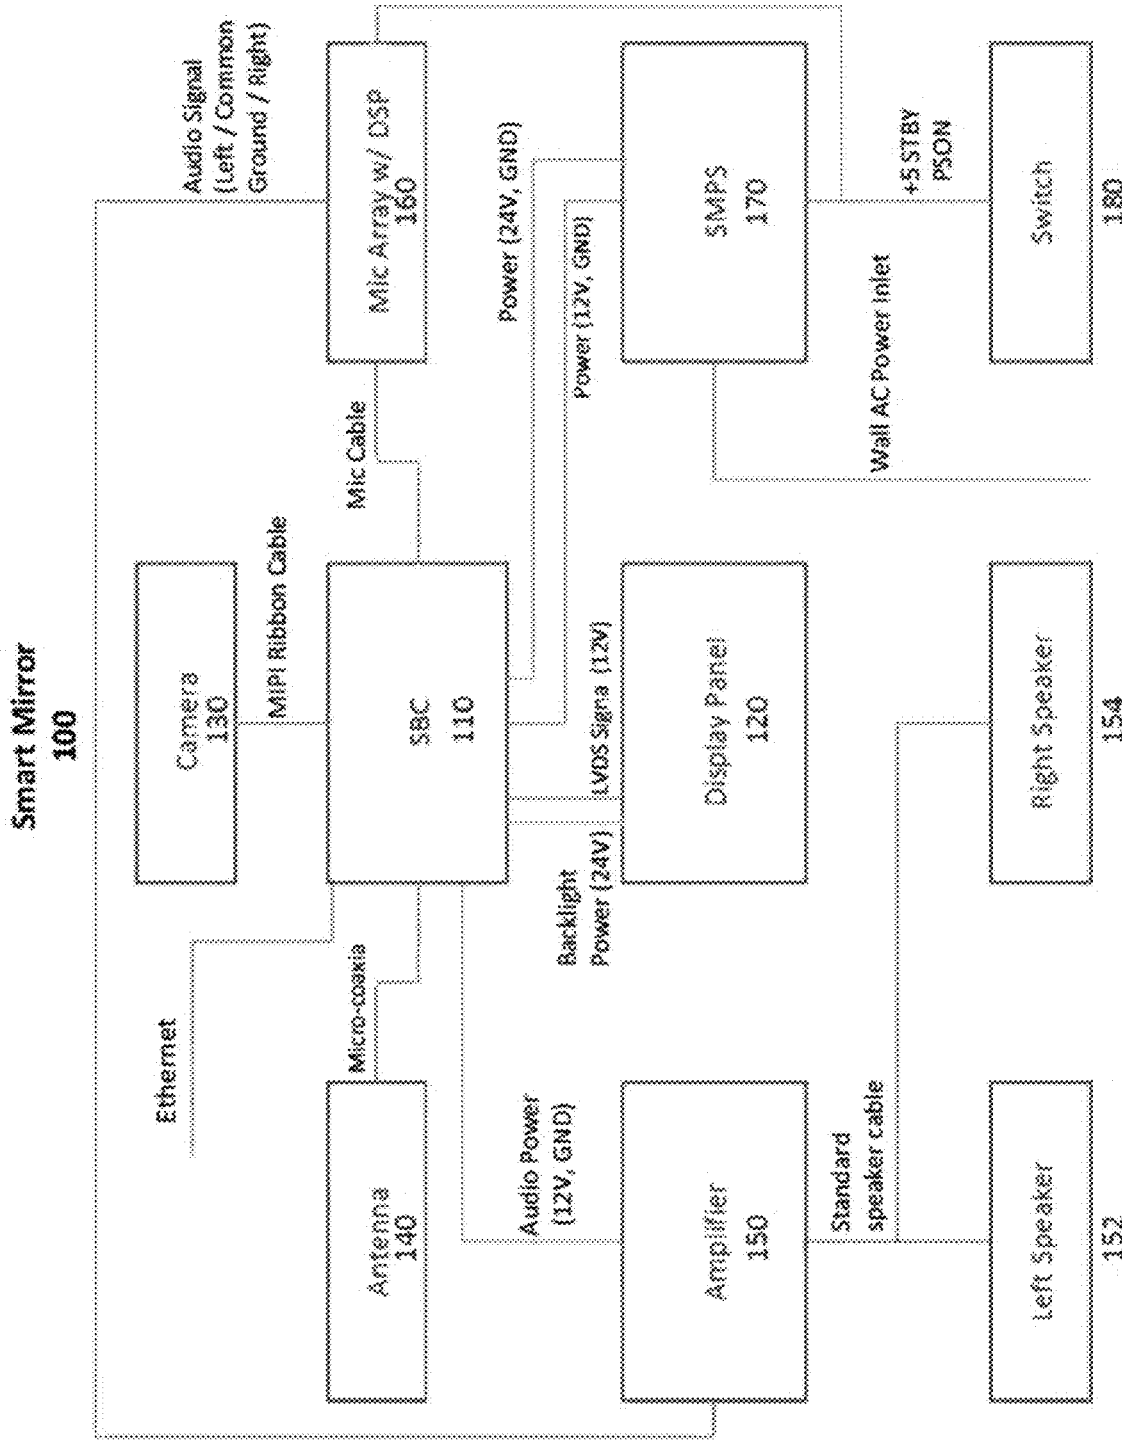 Smart Mirror
100
Ethernet
Camera
130
MIPI Ribbon Cable
Audio Signal
(Left / Common
Ground / Right)
Antenna
140
Micro-coaxia
SBC
110
Mic Cable
Mic Array w/ DSP
160
Audio Power
(12V, GND)
Backlight
Power (24V)
LVDS Signa (12V)
Power (24V, GND)
Power (12V, GND)
Amplifier
150
Display Panel
120
SMPS
170
Standard
speaker cable
Wall AC Power Inlet
+5 STBY
PSON
Left Speaker
152
Right Speaker
154
Switch
180